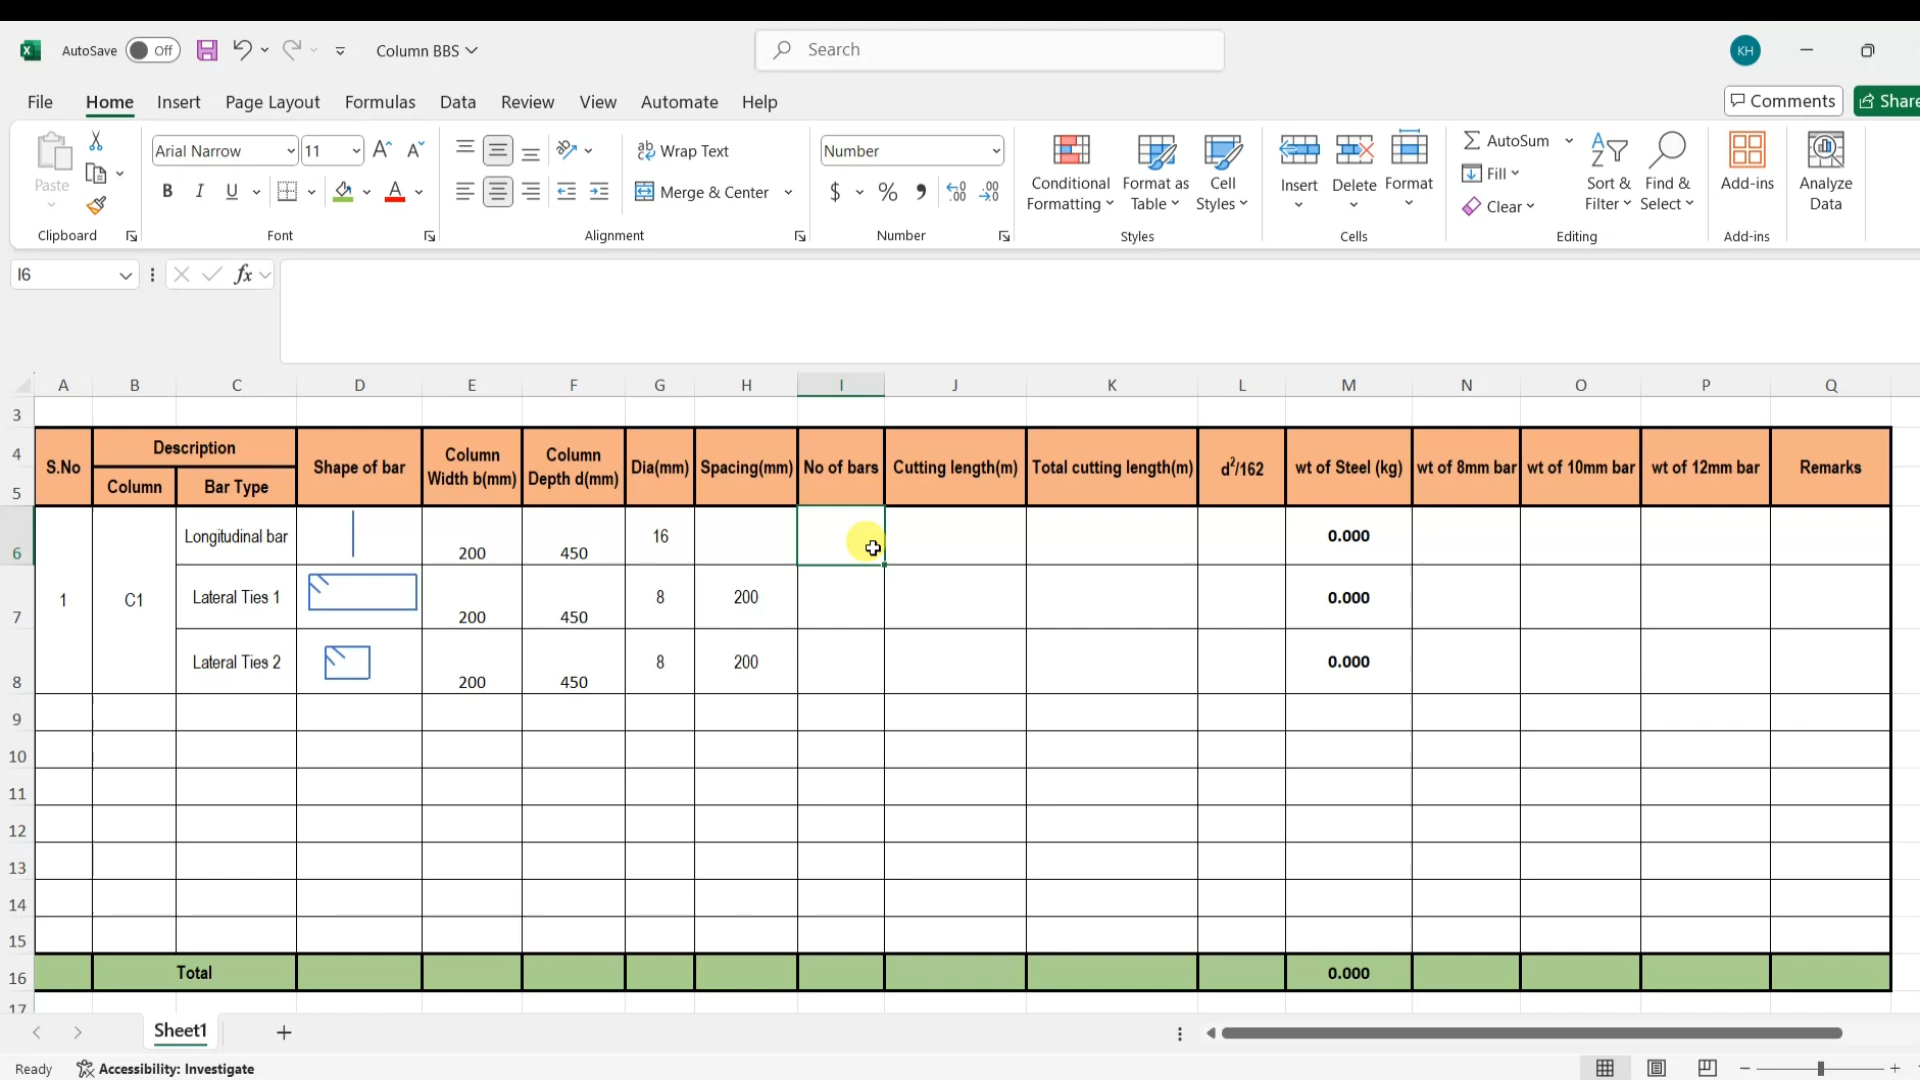 AutoSave Off Column BBS Search KH
File Home Insert Page Layout Formulas Data Review View Automate Help Comments Share
Paste Arial Narrow 11 Wrap Text Number Conditional Formatting Format as Table Cell Styles Insert Delete Format AutoSum Sort & Filter Find & Select Add-ins Analyze Data
B I U Merge & Center $ % Fill
Clear
Clipboard Font Alignment Number Styles Cells Editing Add-ins
I6 fx
A B C D E F G H I J K L M N O P Q
3
4 S.No Description Shape of bar Column Width b(mm) Column Depth d(mm) Dia(mm) Spacing(mm) No of bars Cutting length(m) Total cutting length(m) d²/162 wt of Steel (kg) wt of 8mm bar wt of 10mm bar wt of 12mm bar Remarks
5 Column Bar Type
6 Longitudinal bar 200 450 16 0.000
7 1 C1 Lateral Ties 1 200 450 8 200 0.000
8 Lateral Ties 2 200 450 8 200 0.000
9
10
11
12
13
14
15
16 Total 0.000
17
Sheet1
Ready Accessibility: Investigate